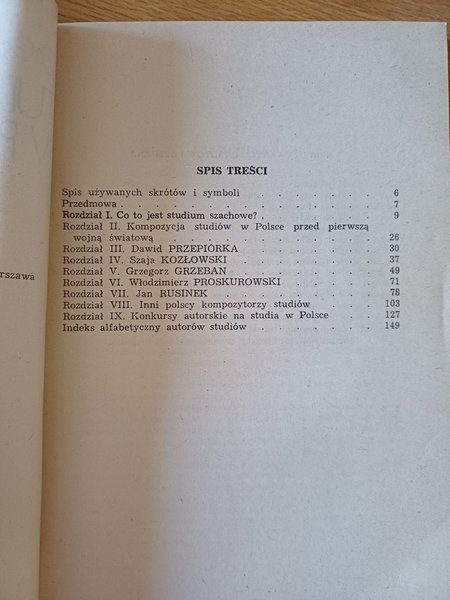 SPIS TREŚCI
Spis używanych skrótów i symboli . . . . . . . 6
Przedmowa . . . . . . . . . . . . 7
Rozdział I. Co to jest studium szachowe? . . . . . . 9
Rozdział II. Kompozycja studiów w Polsce przed pierwszą
wojną światową . . . . . . . . . . 26
Rozdział III. Dawid PRZEPIÓRKA . . . . . . . 30
Rozdział IV. Szaja KOZŁOWSKI . . . . . . . 37
Rozdział V. Grzegorz GRZEBAN . . . . . . . 49
Rozdział VI. Włodzimierz PROSKUROWSKI . . . . . 71
Rozdział VII. Jan RUSINEK . . . . . . . . 78
Rozdział VIII. Inni polscy kompozytorzy studiów . . . . 103
Rozdział IX. Konkursy autorskie na studia w Polsce . . . 127
Indeks alfabetyczny autorów studiów . . . . . . 149
rszawa